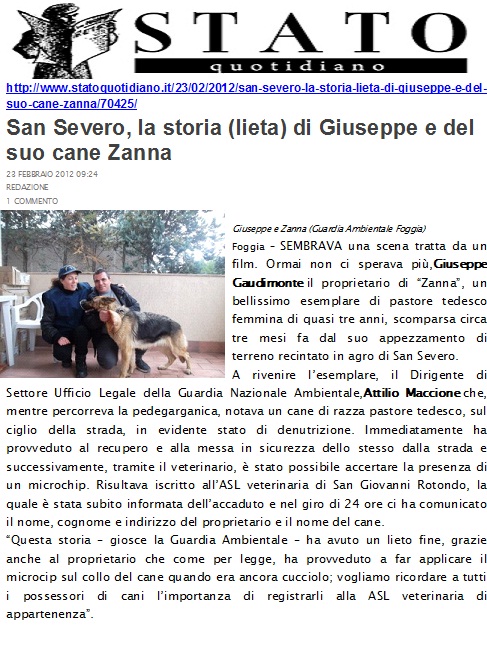 STATO
quotidiano
http://www.statoquotidiano.it/23/02/2012/san-severo-la-storia-lieta-di-giuseppe-e-del-
suo-cane-zanna/70425/
San Severo, la storia (lieta) di Giuseppe e del
suo cane Zanna
23 FEBBRAIO 2012 09:24
REDAZIONE
1 COMMENTO
Giuseppe e Zanna (Guardia Ambientale Foggia)
Foggia – SEMBRAVA una scena tratta da un
film. Ormai non ci sperava più,Giuseppe
Gaudimonte il proprietario di “Zanna”, un
bellissimo esemplare di pastore tedesco
femmina di quasi tre anni, scomparsa circa
tre mesi fa dal suo appezzamento di
terreno recintato in agro di San Severo.
A rivenire l’esemplare, il Dirigente di
Settore Ufficio Legale della Guardia Nazionale Ambientale,Attilio Maccione che,
mentre percorreva la pedegarganica, notava un cane di razza pastore tedesco, sul
ciglio della strada, in evidente stato di denutrizione. Immediatamente ha
provveduto al recupero e alla messa in sicurezza dello stesso dalla strada e
successivamente, tramite il veterinario, è stato possibile accertare la presenza di
un microchip. Risultava iscritto all’ASL veterinaria di San Giovanni Rotondo, la
quale è stata subito informata dell’accaduto e nel giro di 24 ore ci ha comunicato
il nome, cognome e indirizzo del proprietario e il nome del cane.
“Questa storia – giosce la Guardia Ambientale – ha avuto un lieto fine, grazie
anche al proprietario che come per legge, ha provveduto a far applicare il
microcip sul collo del cane quando era ancora cucciolo; vogliamo ricordare a tutti
i possessori di cani l’importanza di registrarli alla ASL veterinaria di
appartenenza”.